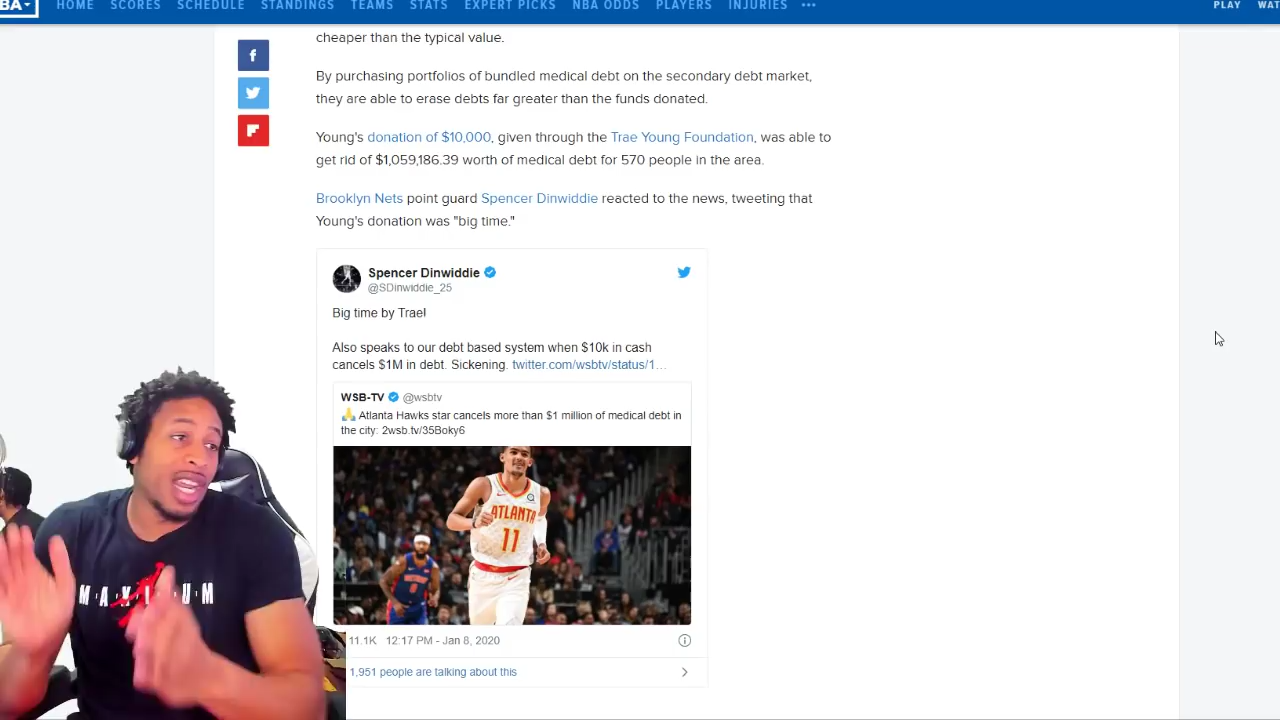 BA
HOME SCORES SCHEDULE STANDINGS TEAMS STATS EXPERT PICKS NBA ODDS PLAYERS INJURIES ••• PLAY WAT
cheaper than the typical value.
By purchasing portfolios of bundled medical debt on the secondary debt market,
they are able to erase debts far greater than the funds donated.
Young's donation of $10,000, given through the Trae Young Foundation, was able to
get rid of $1,059,186.39 worth of medical debt for 570 people in the area.
Brooklyn Nets point guard Spencer Dinwiddie reacted to the news, tweeting that
Young's donation was "big time."
Spencer Dinwiddie
@SDinwiddie_25
Big time by Trae!
Also speaks to our debt based system when $10k in cash
cancels $1M in debt. Sickening. twitter.com/wsbtv/status/1…
WSB-TV @wsbtv
🙏 Atlanta Hawks star cancels more than $1 million of medical debt in
the city: 2wsb.tv/35Boky6
ATLANTA
11
11.1K 12:17 PM - Jan 8, 2020
1,951 people are talking about this
MAXIMUM